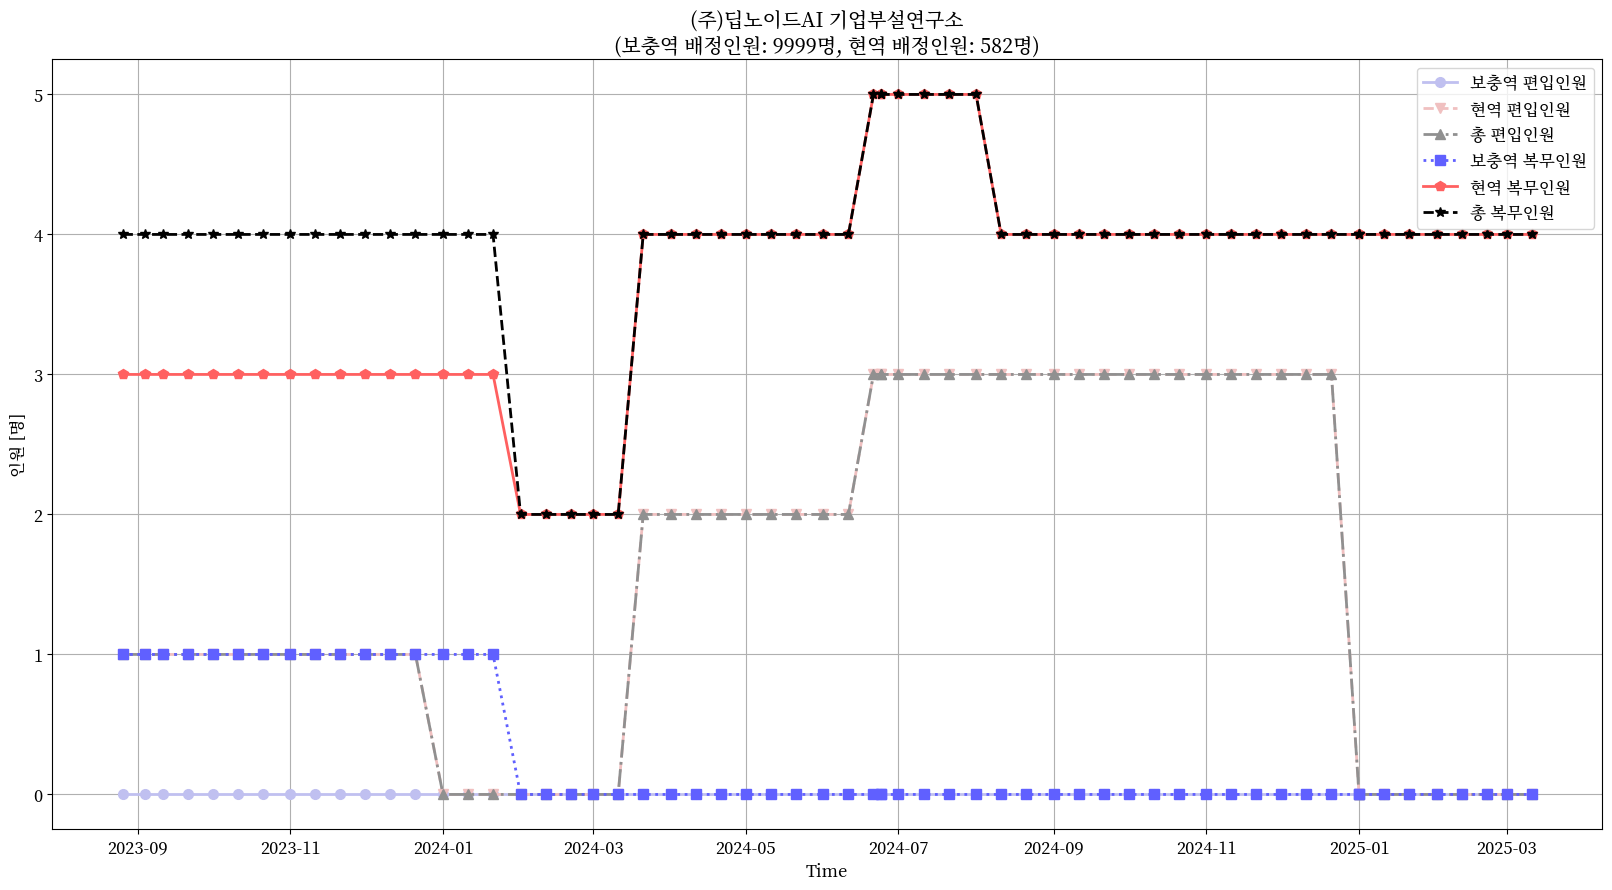 (주)딥노이드AI 기업부설연구소
(보충역 배정인원: 9999명, 현역 배정인원: 582명)
보충역 편입인원
현역 편입인원
총 편입인원
보충역 복무인원
현역 복무인원
총 복무인원
인원 [명]
5
4
3
2
1
0
2023-09
2023-11
2024-01
2024-03
2024-05
2024-07
2024-09
2024-11
2025-01
2025-03
Time